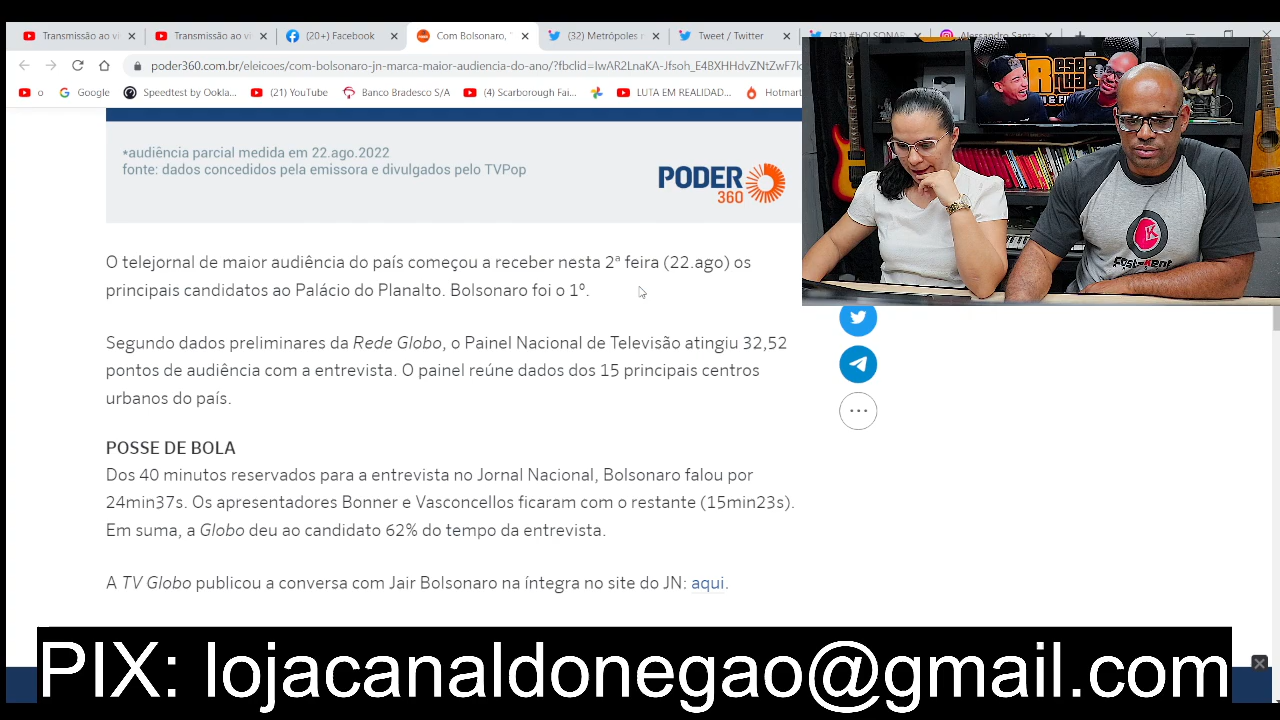 Transmissão ao vi
Transmissão ao vi
(20+) Facebook
Com Bolsonaro, "
(32) Metrópoles n
Tweet / Twitter
poder360.com.br/eleicoes/com-bolsonaro-jn-marca-maior-audiencia-do-ano/?fbclid=
o
Google
Speedtest by Ookla...
(21) YouTube
Banco Bradesco S/A
(4) Scarborough Fai...
LUTA EM REALIDAD...
Hotmart
*audiência parcial medida em 22.ago.2022
fonte: dados concedidos pela emissora e divulgados pelo TVPop
PODER
360
O telejornal de maior audiência do país começou a receber nesta 2ª feira (22.ago) os
principais candidatos ao Palácio do Planalto. Bolsonaro foi o 1º.
Segundo dados preliminares da Rede Globo, o Painel Nacional de Televisão atingiu 32,52
pontos de audiência com a entrevista. O painel reúne dados dos 15 principais centros
urbanos do país.
POSSE DE BOLA
Dos 40 minutos reservados para a entrevista no Jornal Nacional, Bolsonaro falou por
24min37s. Os apresentadores Bonner e Vasconcellos ficaram com o restante (15min23s).
Em suma, a Globo deu ao candidato 62% do tempo da entrevista.
A TV Globo publicou a conversa com Jair Bolsonaro na íntegra no site do JN: aqui.
PIX: lojacanaldonegao@gmail.com